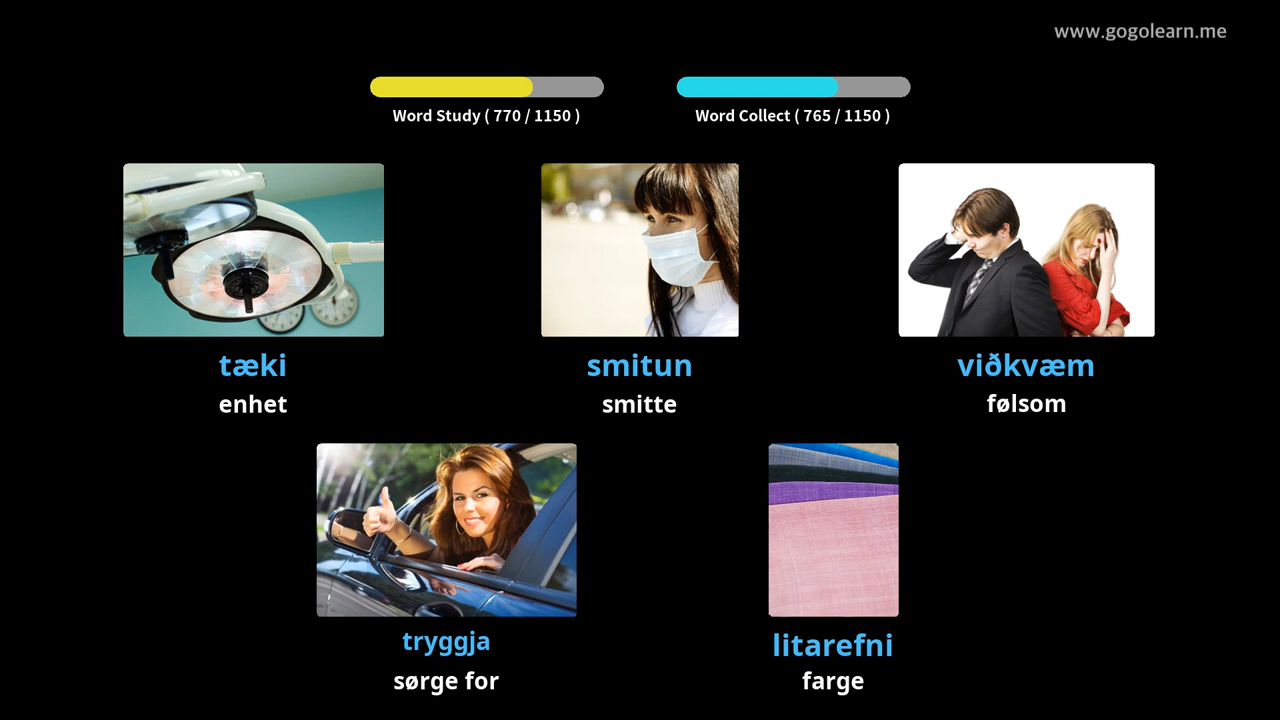 www.gogolearn.me
Word Study ( 770 / 1150 )
Word Collect ( 765 / 1150 )
tæki
enhet
smitun
smitte
viðkvæm
følsom
tryggja
sørge for
litarefni
farge